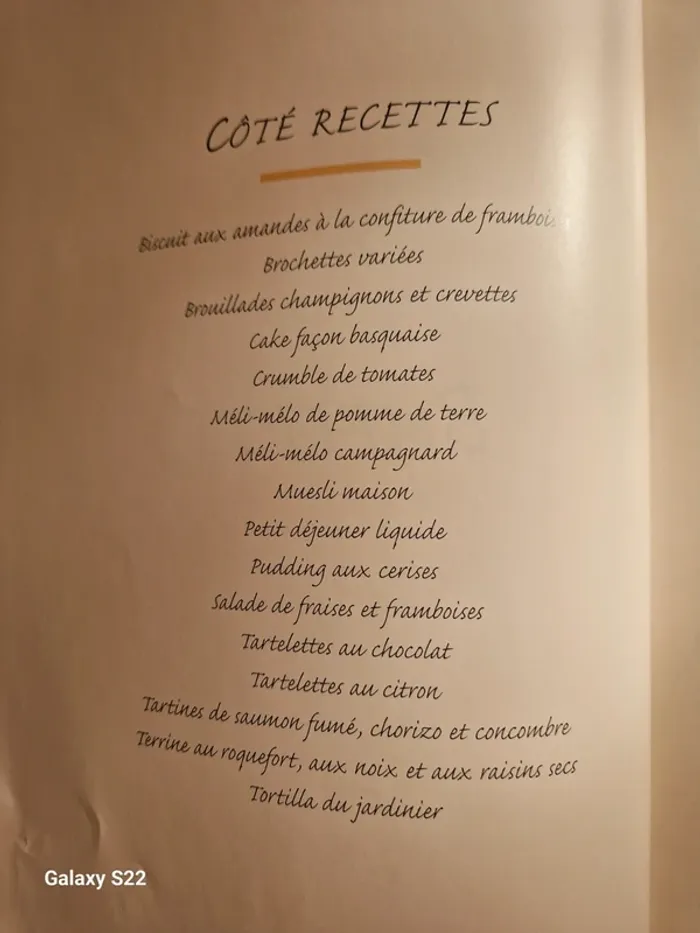 CÔTÉ RECETTES
Biscuit aux amandes à la confiture de
Brochettes variées
Brouillades champignons et crevettes
Cake façon basquaise
Crumble de tomates
Méli-mélo de pomme de terre
Méli-mélo campagnard
Muesli maison
Petit déjeuner liquide
Pudding aux cerises
Salade de fraises et framboises
Tartelettes au chocolat
Tartelettes au citron
Tartines de saumon fumé, chorizo et concombre
Terrine au roquefort, aux noix et aux raisins secs
Tortilla du jardinier
Galaxy S22